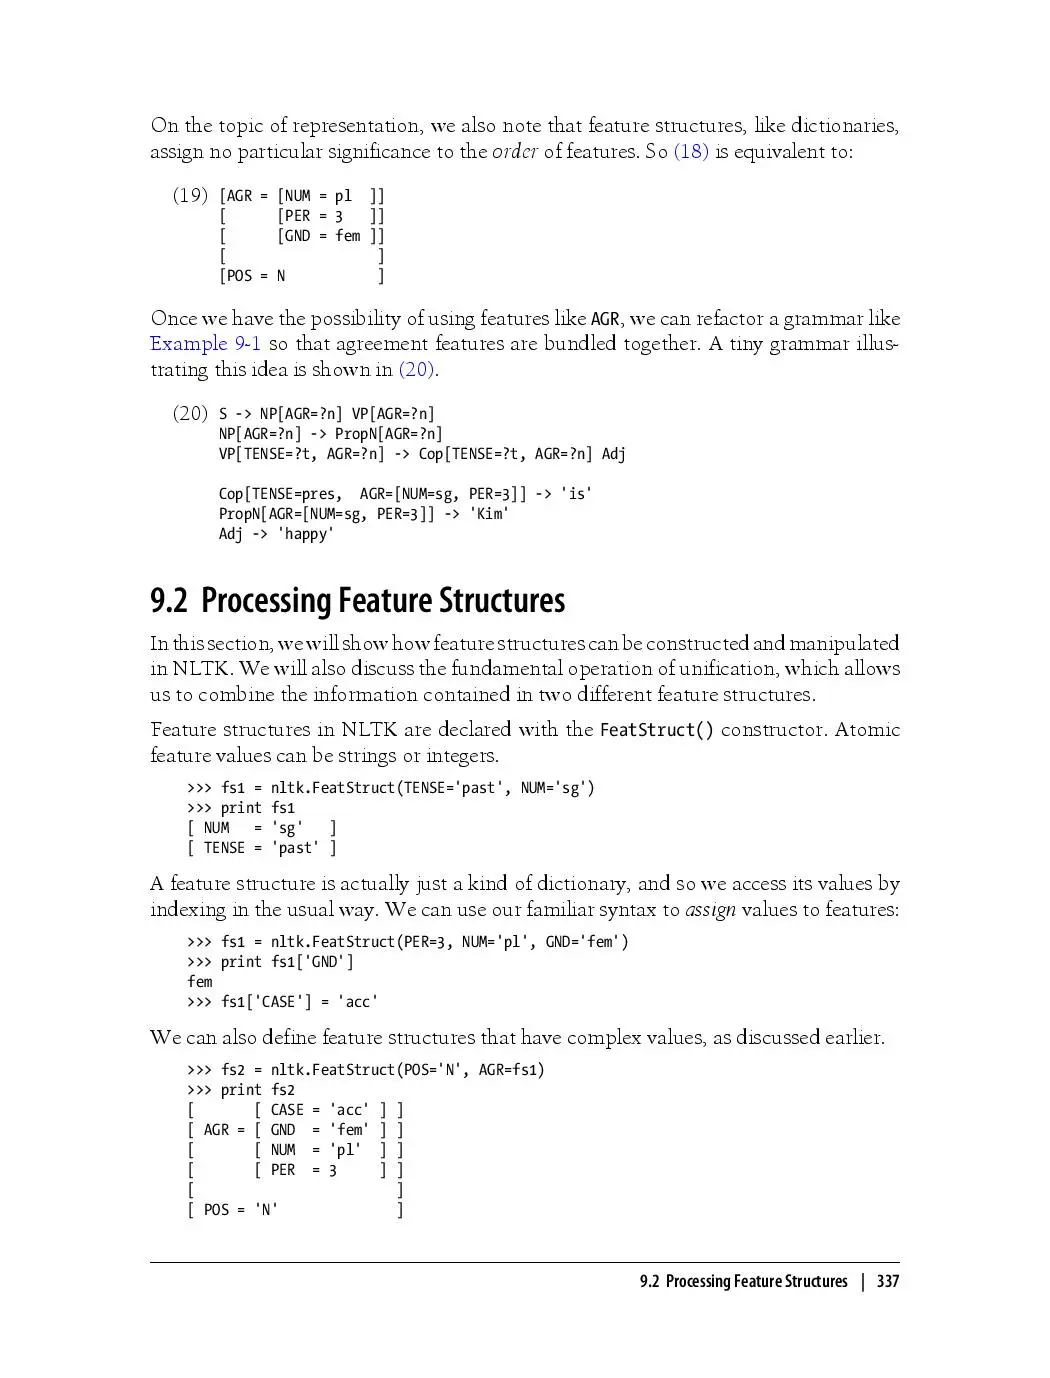 On the topic of representation, we also note that feature structures, like dictionaries,
assign no particular significance to the order of features. So (18) is equivalent to:
(19) [AGR = [NUM = pl  ]]
[      [PER = 3   ]]
[      [GND = fem ]]
[                  ]
[POS = N           ]
Once we have the possibility of using features like AGR, we can refactor a grammar like
Example 9-1 so that agreement features are bundled together. A tiny grammar illus-
trating this idea is shown in (20).
(20) S -> NP[AGR=?n] VP[AGR=?n]
NP[AGR=?n] -> PropN[AGR=?n]
VP[TENSE=?t, AGR=?n] -> Cop[TENSE=?t, AGR=?n] Adj
Cop[TENSE=pres,  AGR=[NUM=sg, PER=3]] -> 'is'
PropN[AGR=[NUM=sg, PER=3]] -> 'Kim'
Adj -> 'happy'
9.2 Processing Feature Structures
In this section, we will show how feature structures can be constructed and manipulated
in NLTK. We will also discuss the fundamental operation of unification, which allows
us to combine the information contained in two different feature structures.
Feature structures in NLTK are declared with the FeatStruct() constructor. Atomic
feature values can be strings or integers.
>>> fs1 = nltk.FeatStruct(TENSE='past', NUM='sg')
>>> print fs1
[ NUM   = 'sg'   ]
[ TENSE = 'past' ]
A feature structure is actually just a kind of dictionary, and so we access its values by
indexing in the usual way. We can use our familiar syntax to assign values to features:
>>> fs1 = nltk.FeatStruct(PER=3, NUM='pl', GND='fem')
>>> print fs1['GND']
fem
>>> fs1['CASE'] = 'acc'
We can also define feature structures that have complex values, as discussed earlier.
>>> fs2 = nltk.FeatStruct(POS='N', AGR=fs1)
>>> print fs2
[       [ CASE = 'acc' ] ]
[ AGR = [ GND  = 'fem' ] ]
[       [ NUM  = 'pl'  ] ]
[       [ PER  = 3     ] ]
[                        ]
[ POS = 'N'              ]
9.2 Processing Feature Structures | 337